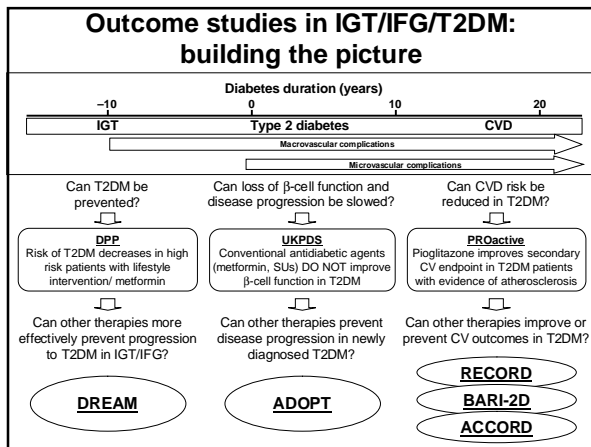 Outcome studies in IGT/IFG/T2DM:
building the picture
Diabetes duration (years)
–10 0 10 20
IGT Type 2 diabetes CVD
Macrovascular complications
Microvascular complications
Can T2DM be
prevented?
DPP
Risk of T2DM decreases in high
risk patients with lifestyle
intervention/ metformin
Can other therapies more
effectively prevent progression
to T2DM in IGT/IFG?
DREAM
Can loss of β-cell function and
disease progression be slowed?
UKPDS
Conventional antidiabetic agents
(metformin, SUs) DO NOT improve
β-cell function in T2DM
Can other therapies prevent
disease progression in newly
diagnosed T2DM?
ADOPT
Can CVD risk be
reduced in T2DM?
PROactive
Pioglitazone improves secondary
CV endpoint in T2DM patients
with evidence of atherosclerosis
Can other therapies improve or
prevent CV outcomes in T2DM?
RECORD
BARI-2D
ACCORD